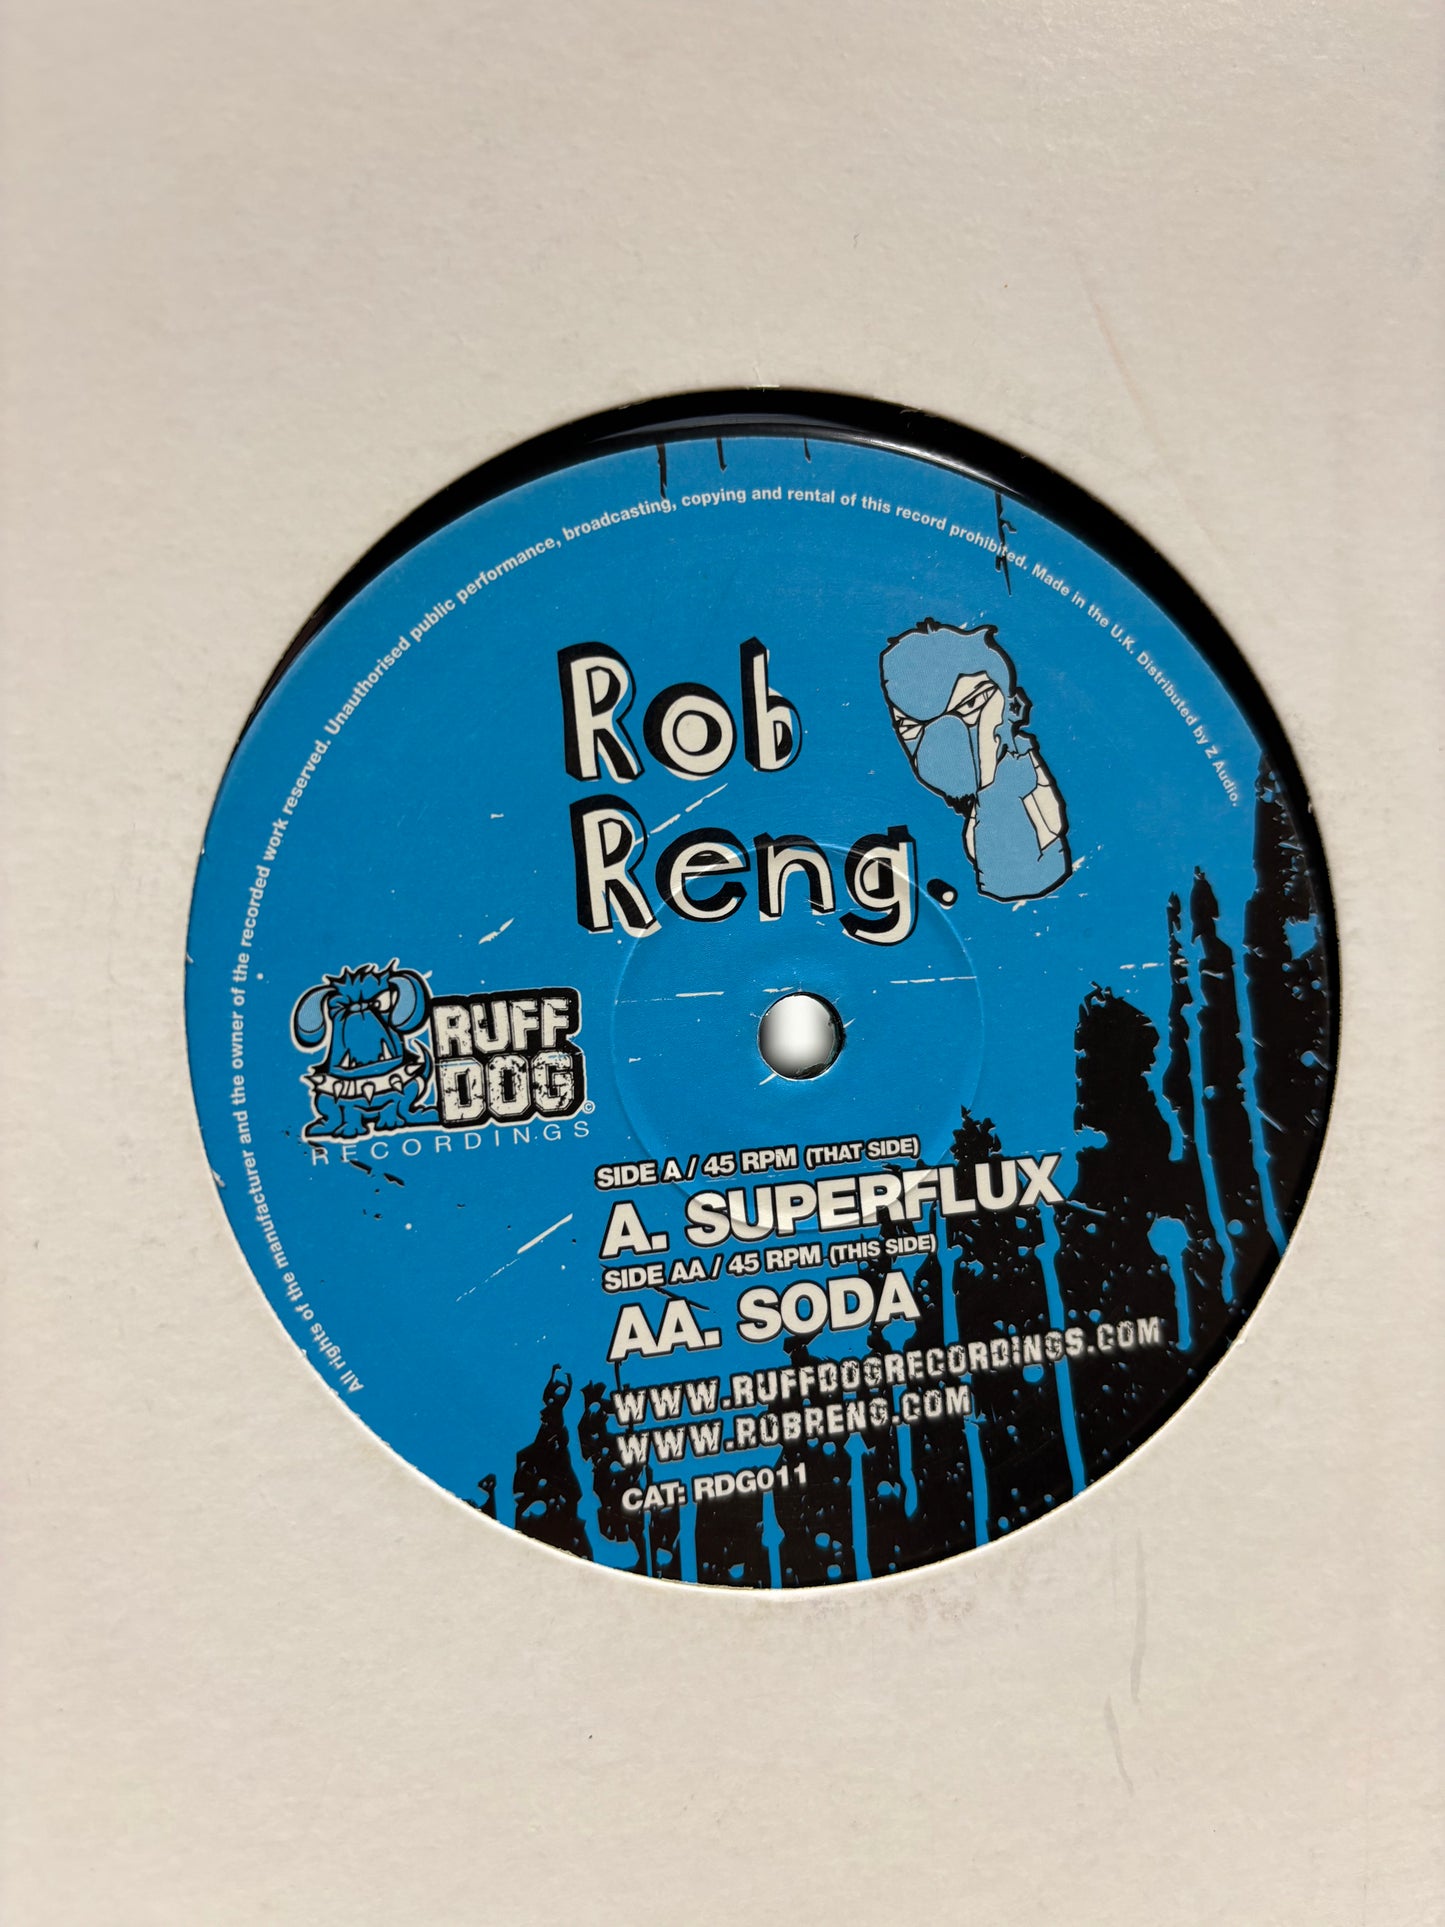 All rights of the manufacturer and the owner of the recorded work reserved. Unauthorised public performance, broadcasting, copying and rental of this record prohibited. Made in the U.K. Distributed by Z Audio.
Rob
Reng.
RUFF
DOG ©
RECORDINGS
SIDE A / 45 RPM (THAT SIDE)
A. SUPERFLUX
SIDE AA / 45 RPM (THIS SIDE)
AA. SODA
WWW.RUFFDOGRECORDINGS.COM
WWW.ROBRENG.COM
CAT: RDG011